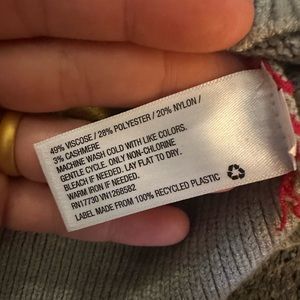 49% VISCOSE / 28% POLYESTER / 20% NYLON /
3% CASHMERE
MACHINE WASH COLD WITH LIKE COLORS.
GENTLE CYCLE. ONLY NON-CHLORINE
BLEACH IF NEEDED. LAY FLAT TO DRY.
WARM IRON IF NEEDED.
RN17730 VN1268582
LABEL MADE FROM 100% RECYCLED PLASTIC